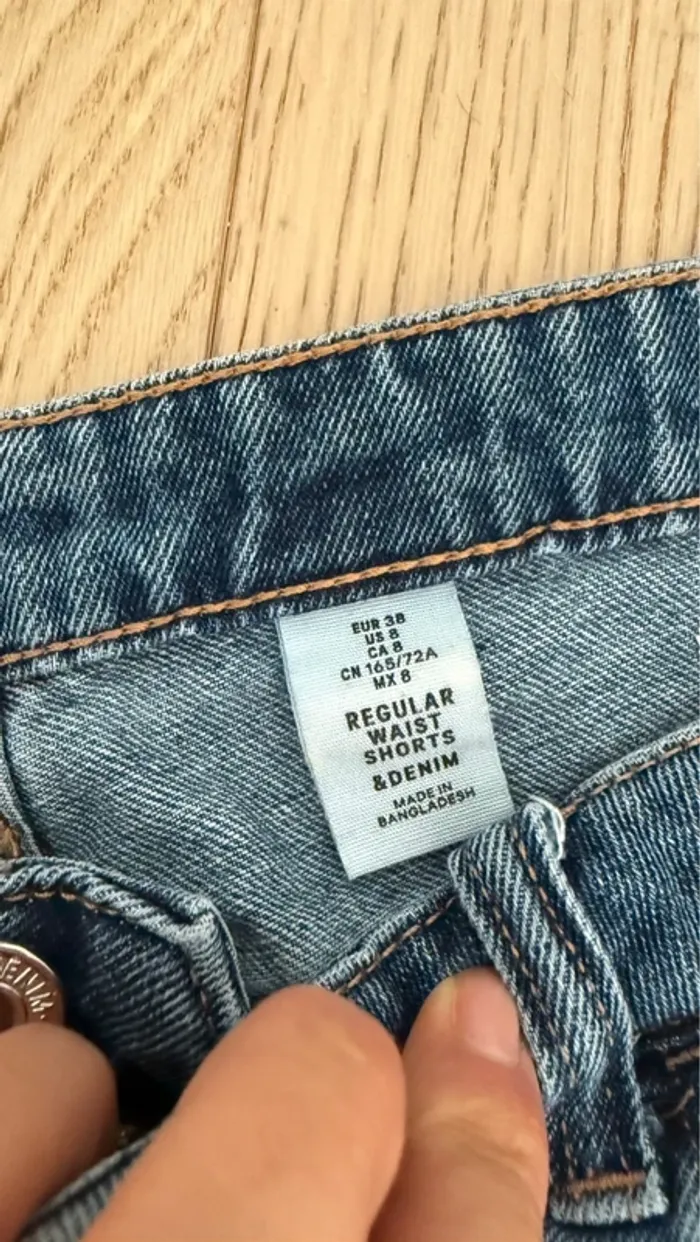 EUR 38
US 8
CA 8
CN 165/72A
MX 8
REGULAR
WAIST
SHORTS
&DENIM
MADE IN
BANGLADESH